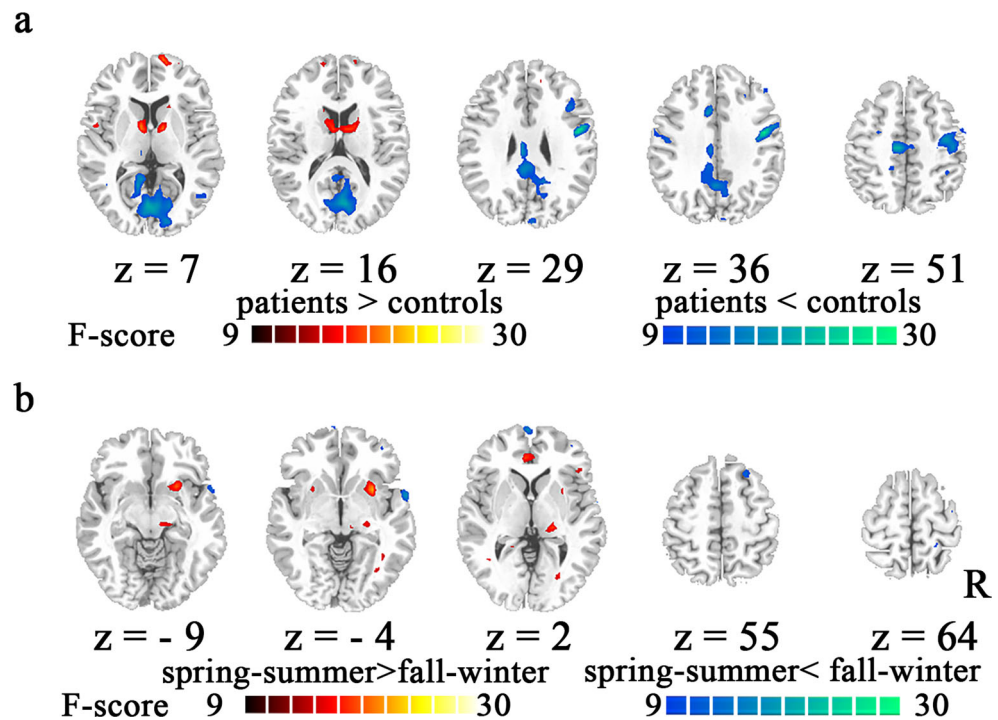 a
z = 7 z = 16 z = 29 z = 36 z = 51
patients > controls patients < controls
F-score 9 30 9 30
b
R
z = - 9 z = - 4 z = 2 z = 55 z = 64
spring-summer>fall-winter spring-summer< fall-winter
F-score 9 30 9 30